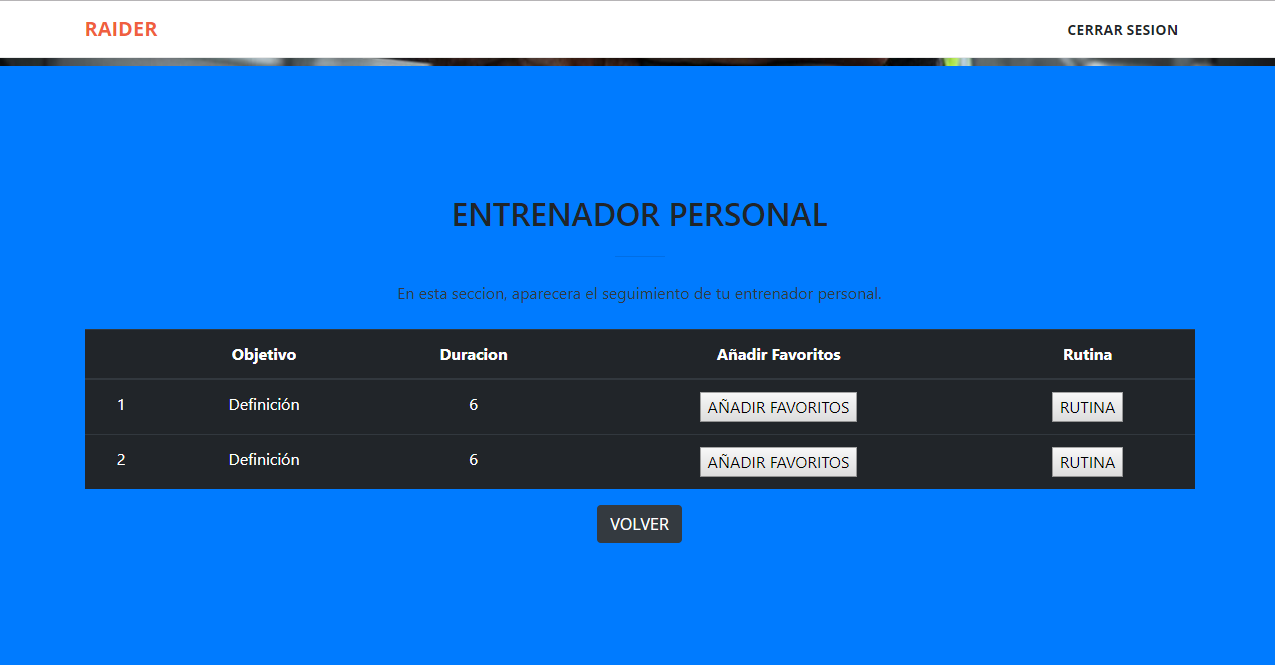 RAIDER CERRAR SESION
ENTRENADOR PERSONAL
En esta seccion, aparecera el seguimiento de tu entrenador personal.
Objetivo Duracion Añadir Favoritos Rutina
1 Definición 6 AÑADIR FAVORITOS RUTINA
2 Definición 6 AÑADIR FAVORITOS RUTINA
VOLVER